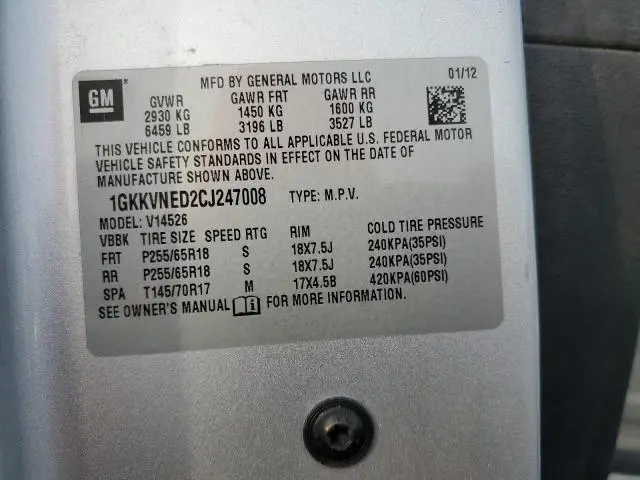 GM MFD BY GENERAL MOTORS LLC 01/12
GVWR GAWR FRT GAWR RR
2930 KG 1450 KG 1600 KG
6459 LB 3196 LB 3527 LB
THIS VEHICLE CONFORMS TO ALL APPLICABLE U.S. FEDERAL MOTOR
VEHICLE SAFETY STANDARDS IN EFFECT ON THE DATE OF
MANUFACTURE SHOWN ABOVE.
1GKKVNED2CJ247008 TYPE: M.P.V.
MODEL: V14526
VBBK TIRE SIZE SPEED RTG RIM COLD TIRE PRESSURE
FRT P255/65R18 S 18X7.5J 240KPA(35PSI)
RR P255/65R18 S 18X7.5J 240KPA(35PSI)
SPA T145/70R17 M 17X4.5B 420KPA(60PSI)
SEE OWNER'S MANUAL i FOR MORE INFORMATION.